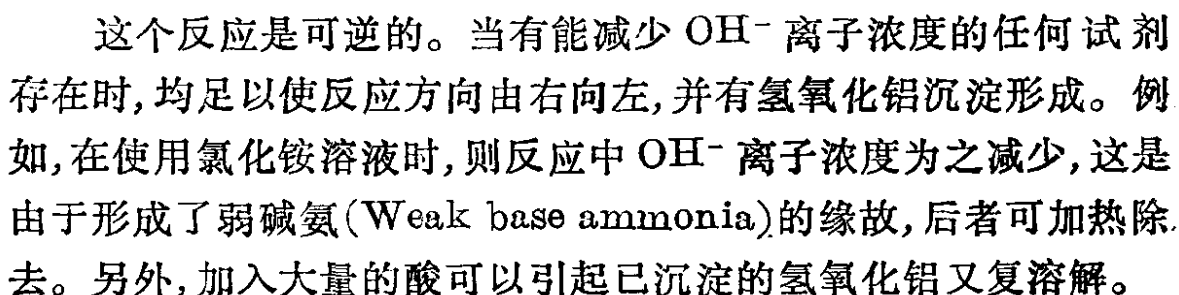 这个反应是可逆的。当有能减少 OH⁻ 离子浓度的任何试剂
存在时,均足以使反应方向由右向左,并有氢氧化铝沉淀形成。例
如,在使用氯化铵溶液时,则反应中 OH⁻ 离子浓度为之减少,这是
由于形成了弱碱氨(Weak base ammonia)的缘故,后者可加热除
去。另外,加入大量的酸可以引起已沉淀的氢氧化铝又复溶解。